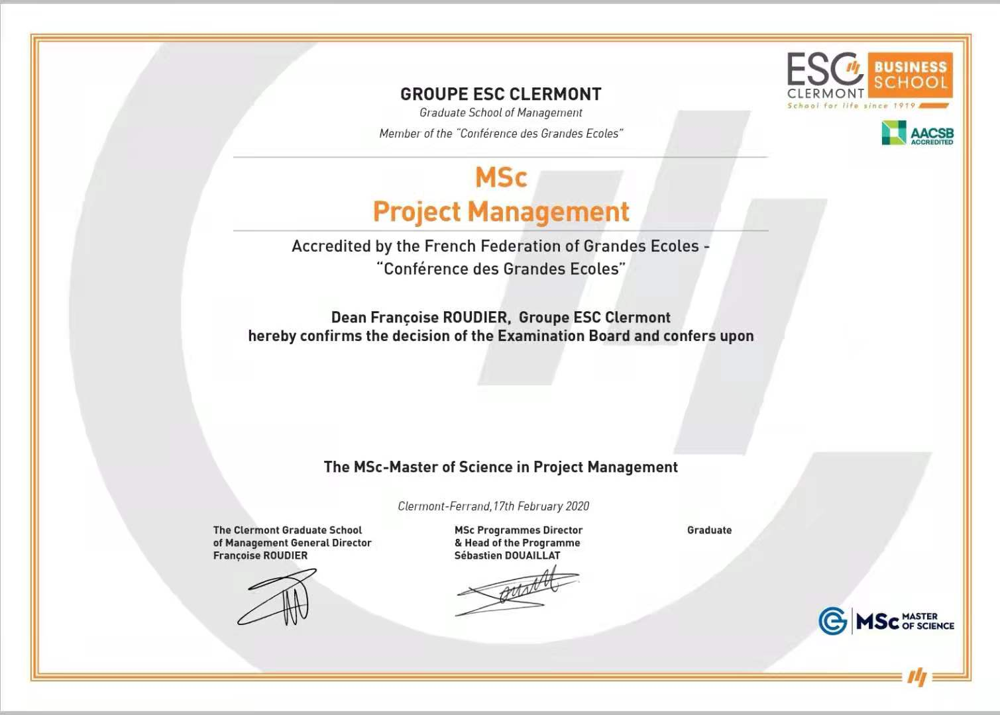 ESC CLERMONT
BUSINESS SCHOOL
School for life since 1919
AACSB
ACCREDITED
GROUPE ESC CLERMONT
Graduate School of Management
Member of the “Conférence des Grandes Ecoles”
MSc
Project Management
Accredited by the French Federation of Grandes Ecoles -
“Conférence des Grandes Ecoles”
Dean Françoise ROUDIER, Groupe ESC Clermont
hereby confirms the decision of the Examination Board and confers upon
The MSc-Master of Science in Project Management
Clermont-Ferrand,17th February 2020
The Clermont Graduate School
of Management General Director
Françoise ROUDIER
MSc Programmes Director
& Head of the Programme
Sébastien DOUAILLAT
Graduate
MSc MASTER
OF SCIENCE